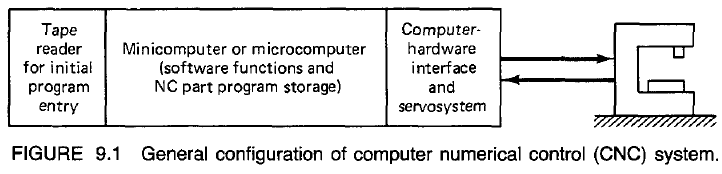 Tape
reader
for initial
program
entry
Minicomputer or microcomputer
(software functions and
NC part program storage)
Computer-
hardware
interface
and
servosystem
FIGURE 9.1 General configuration of computer numerical control (CNC) system.